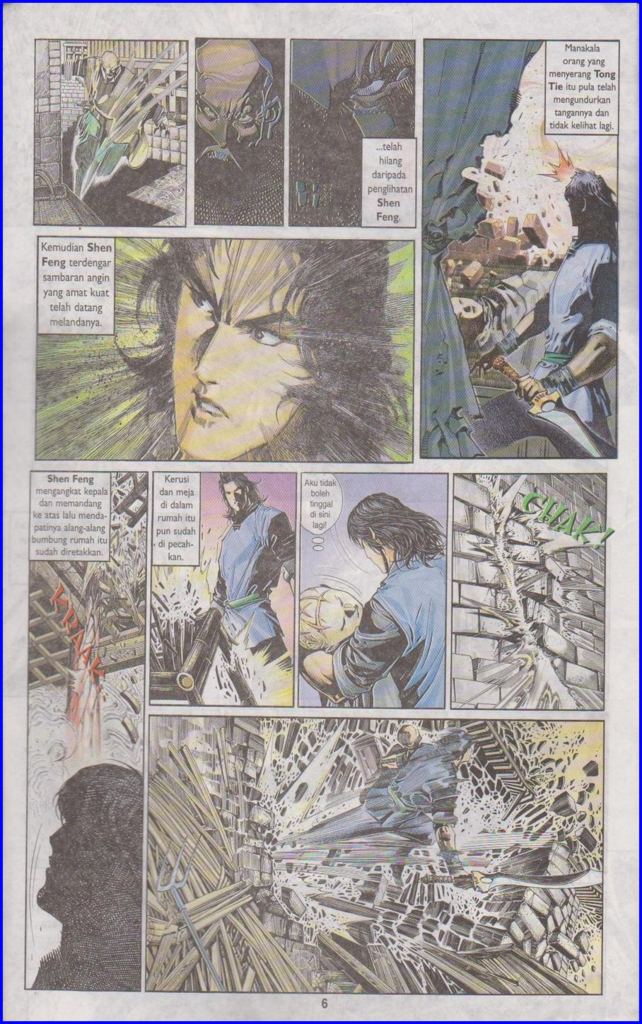 ...telah
hilang
daripada
penglihatan
Shen
Feng.
Manakala
orang yang
menyerang Tong
Tie itu pula telah
mengundurkan
tangannya dan
tidak kelihat lagi.
Kemudian Shen
Feng terdengar
sambaran angin
yang amat kuat
telah datang
melandanya.
Shen Feng
mengangkat kepala
dan memandang
ke atas lalu menda-
patinya alang-alang
bumbung rumah itu
sudah diretakkan.
KRAAK
Kerusi
dan meja
di dalam
rumah itu
pun sudah
di pecah-
kan.
Aku tidak
boleh
tinggal
di sini
lagi!
CHAK!
6